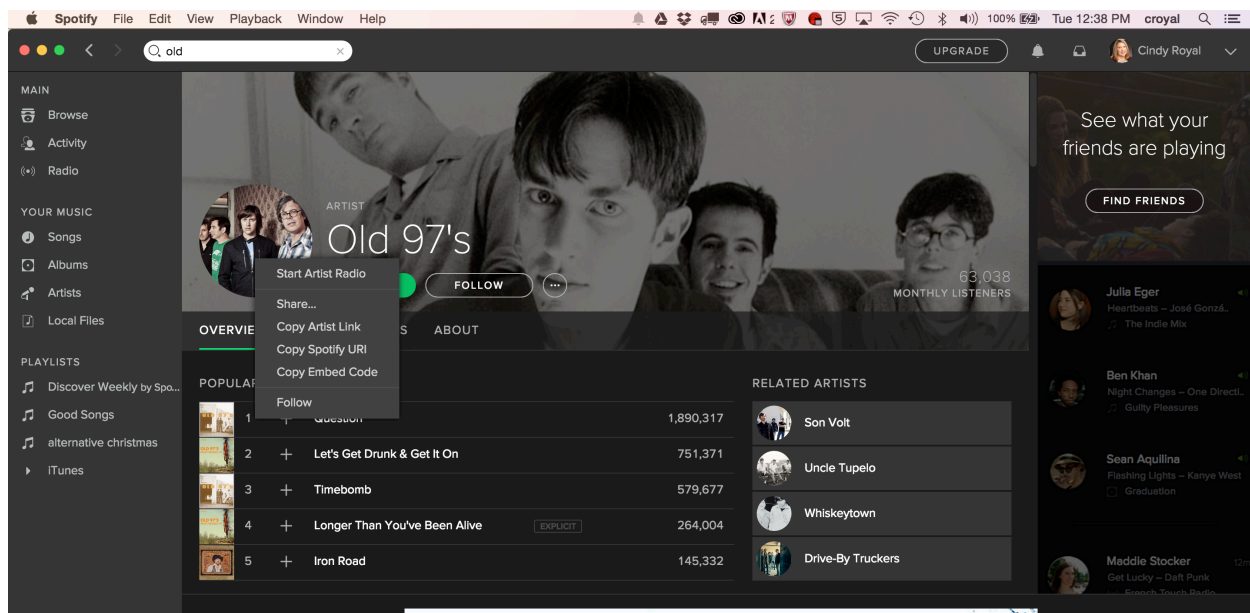 Spotify File Edit View Playback Window Help 100% Tue 12:38 PM croyal
old
UPGRADE
Cindy Royal
MAIN
Browse
Activity
Radio
YOUR MUSIC
Songs
Albums
Artists
Local Files
PLAYLISTS
Discover Weekly by Spo...
Good Songs
alternative christmas
iTunes
ARTIST
Old 97's
FOLLOW
63,038
MONTHLY LISTENERS
Start Artist Radio
Share...
Copy Artist Link
Copy Spotify URI
Copy Embed Code
Follow
OVERVIE
S
ABOUT
POPULA
1 Question 1,890,317
2 Let's Get Drunk & Get It On 751,371
3 Timebomb 579,677
4 Longer Than You've Been Alive EXPLICIT 264,004
5 Iron Road 145,332
RELATED ARTISTS
Son Volt
Uncle Tupelo
Whiskeytown
Drive-By Truckers
See what your
friends are playing
FIND FRIENDS
Julia Eger
Heartbeats – José Gonzá..
The Indie Mix
Ben Khan
Night Changes – One Directi..
Guilty Pleasures
Sean Aquilina
Flashing Lights – Kanye West
Graduation
Maddie Stocker 12m
Get Lucky – Daft Punk
French Touch Radio